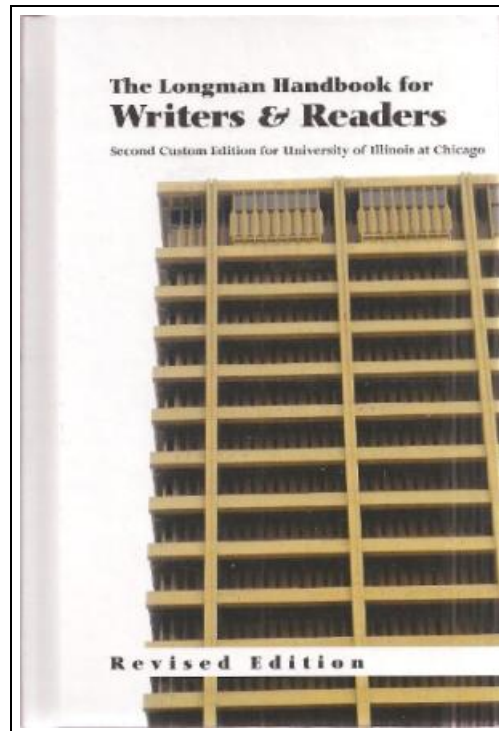 The Longman Handbook for
Writers & Readers
Second Custom Edition for University of Illinois at Chicago
Revised Edition